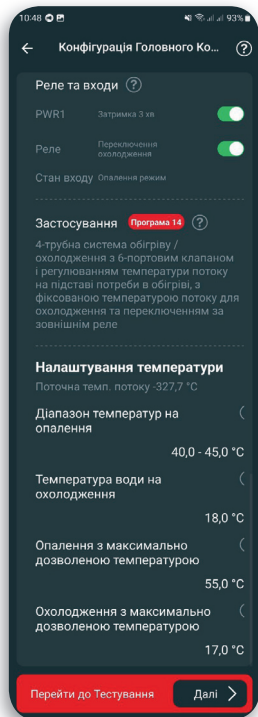 10:48 93%
Конфігурація Головного Ко...
Реле та входи
PWR1 Затримка 3 хв
Реле Переключення
охолодження
Стан входу Опалення режим
Застосування Програма 14
4-трубна система обігріву /
охолодження з 6-портовим клапаном
і регулюванням температури потоку
на підставі потреби в обігріві, з
фіксованою температурою потоку для
охолодження та переключенням за
зовнішнім реле
Налаштування температури
Поточна темп. потоку -327,7 °C
Діапазон температур на
опалення
40,0 - 45,0 °C
Температура води на
охолодження
18,0 °C
Опалення з максимально
дозволеною температурою
55,0 °C
Охолодження з максимально
дозволеною температурою
17,0 °C
Перейти до Тестування Далі